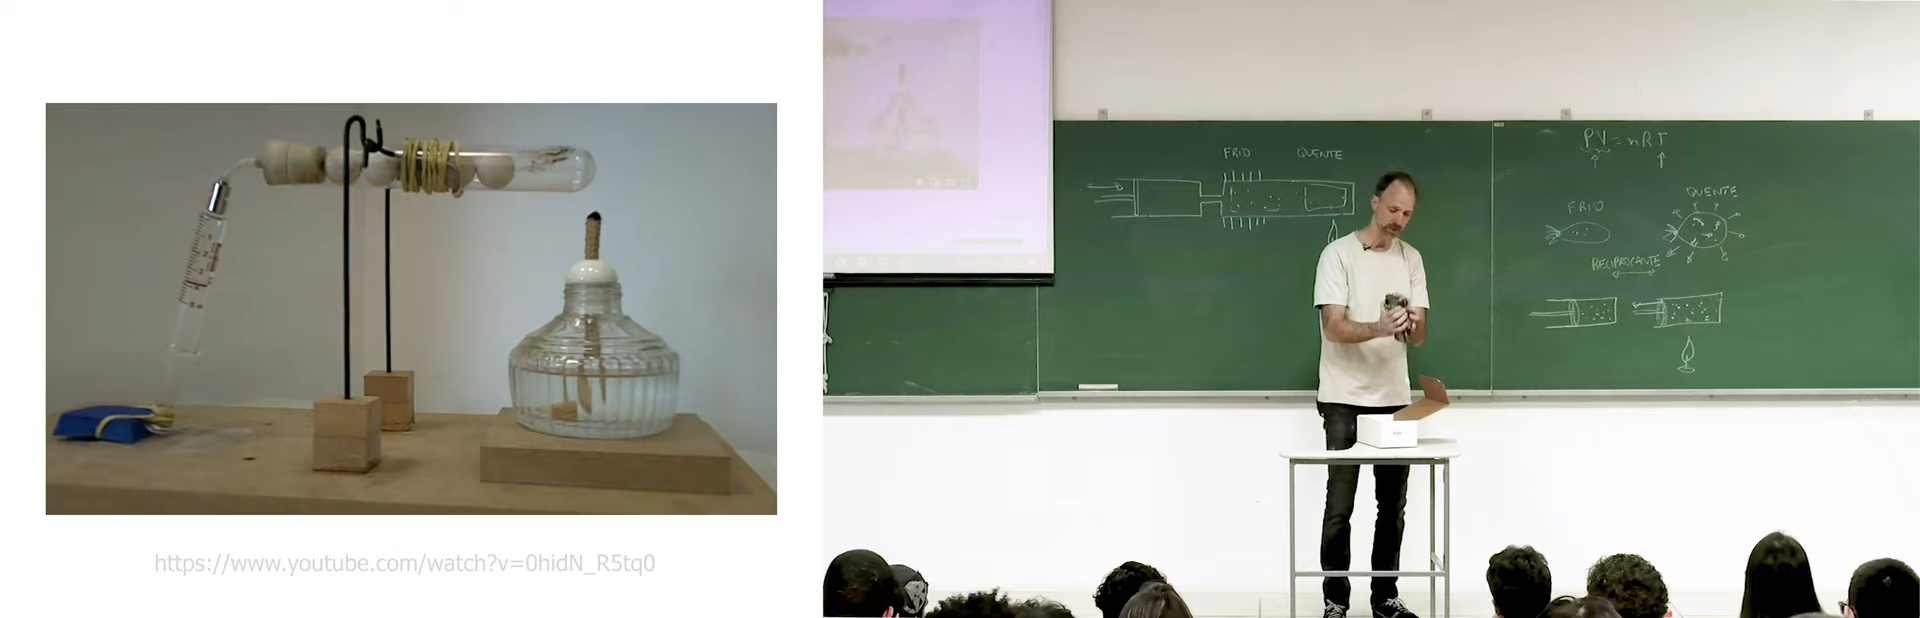 https://www.youtube.com/watch?v=0hidN_R5tq0
FRIO QUENTE
PV = nRT
FRIO
QUENTE
RECIPROCANTE